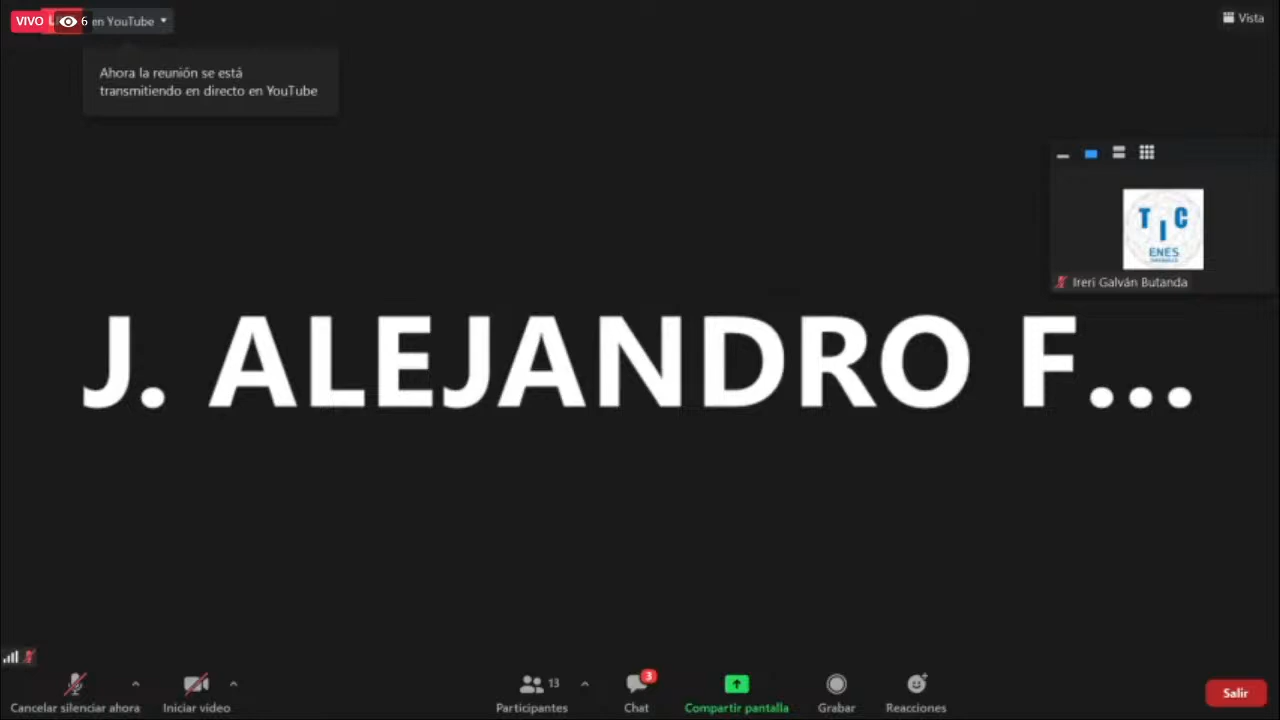 VIVO 6 en YouTube
Vista
Ahora la reunión se está
transmitiendo en directo en YouTube
T I C
ENES
Ireri Galván Butanda
J. ALEJANDRO F...
Cancelar silenciar ahora
Iniciar video
13
Participantes
3
Chat
Compartir pantalla
Grabar
Reacciones
Salir